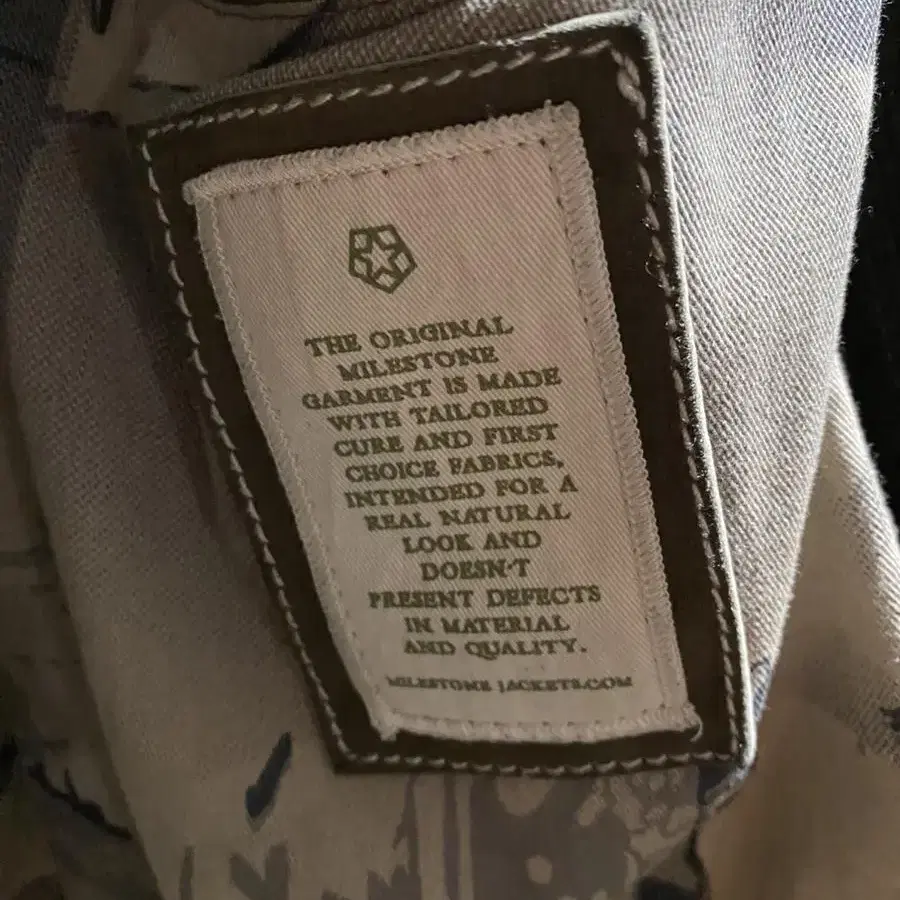 THE ORIGINAL
MILESTONE
GARMENT IS MADE
WITH TAILORED
CURE AND FIRST
CHOICE FABRICS,
INTENDED FOR A
REAL NATURAL
LOOK AND
DOESN'T
PRESENT DEFECTS
IN MATERIAL
AND QUALITY.
MILESTONE JACKETS.COM